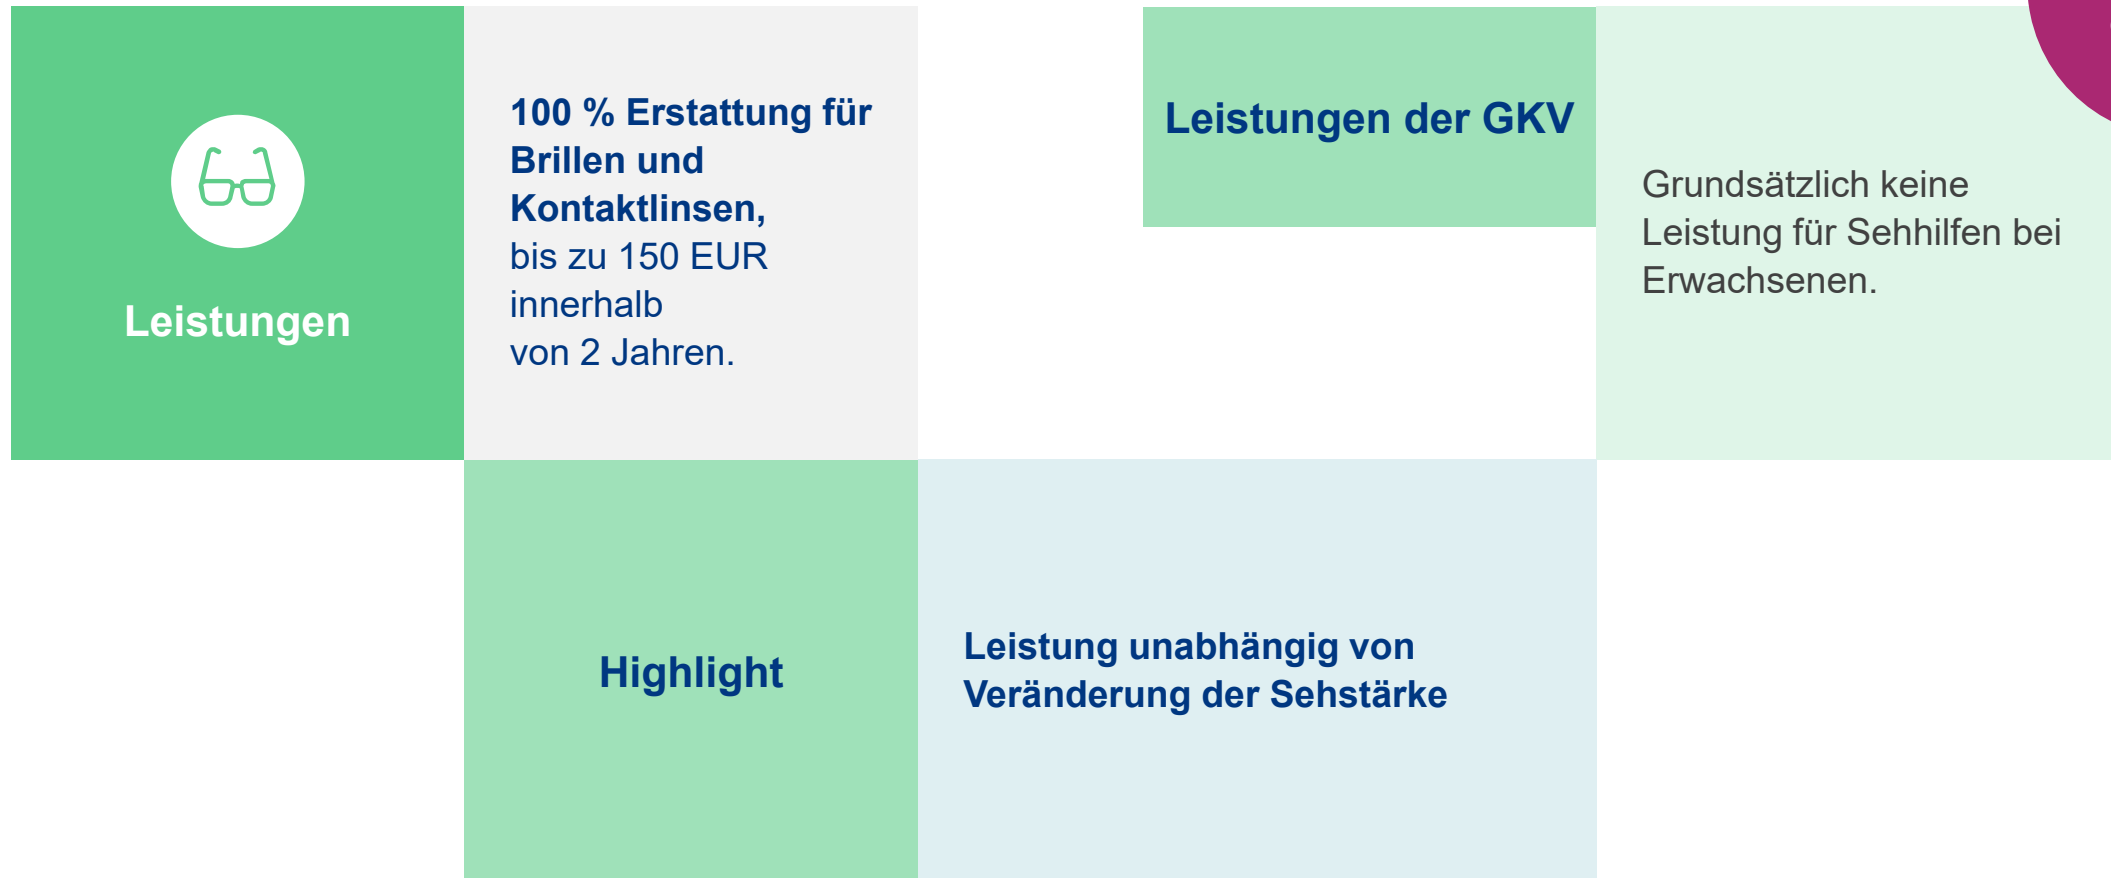 Leistungen
100 % Erstattung für
Brillen und
Kontaktlinsen,
bis zu 150 EUR
innerhalb
von 2 Jahren.
Leistungen der GKV
Grundsätzlich keine
Leistung für Sehhilfen bei
Erwachsenen.
Highlight
Leistung unabhängig von
Veränderung der Sehstärke